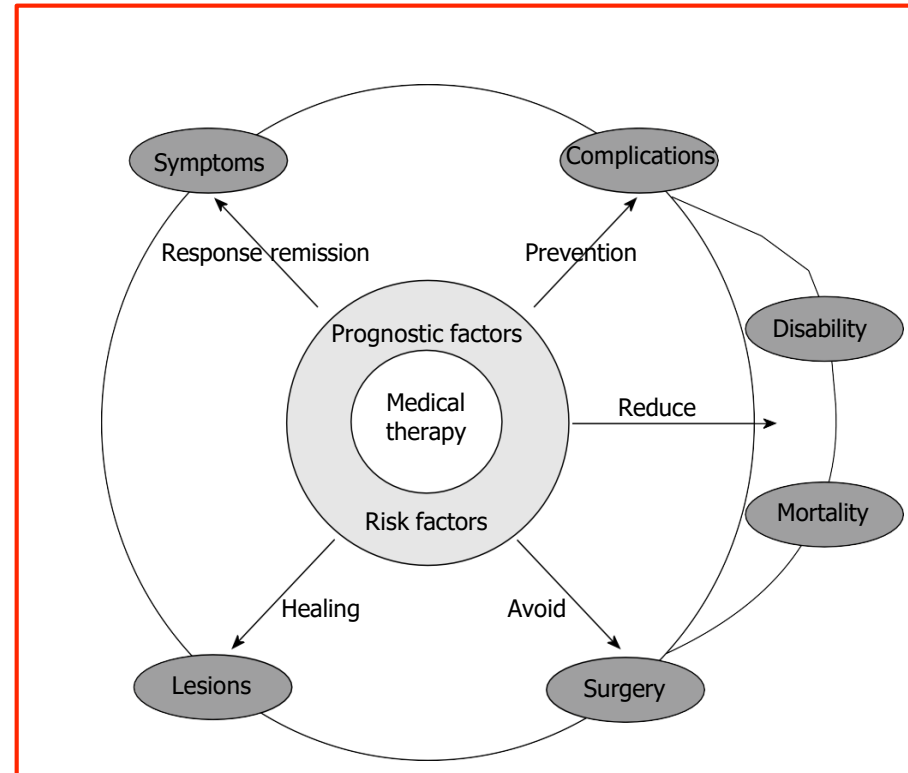 Symptoms
Complications
Response remission
Prevention
Prognostic factors
Disability
Medical
therapy
Reduce
Risk factors
Mortality
Healing
Avoid
Lesions
Surgery